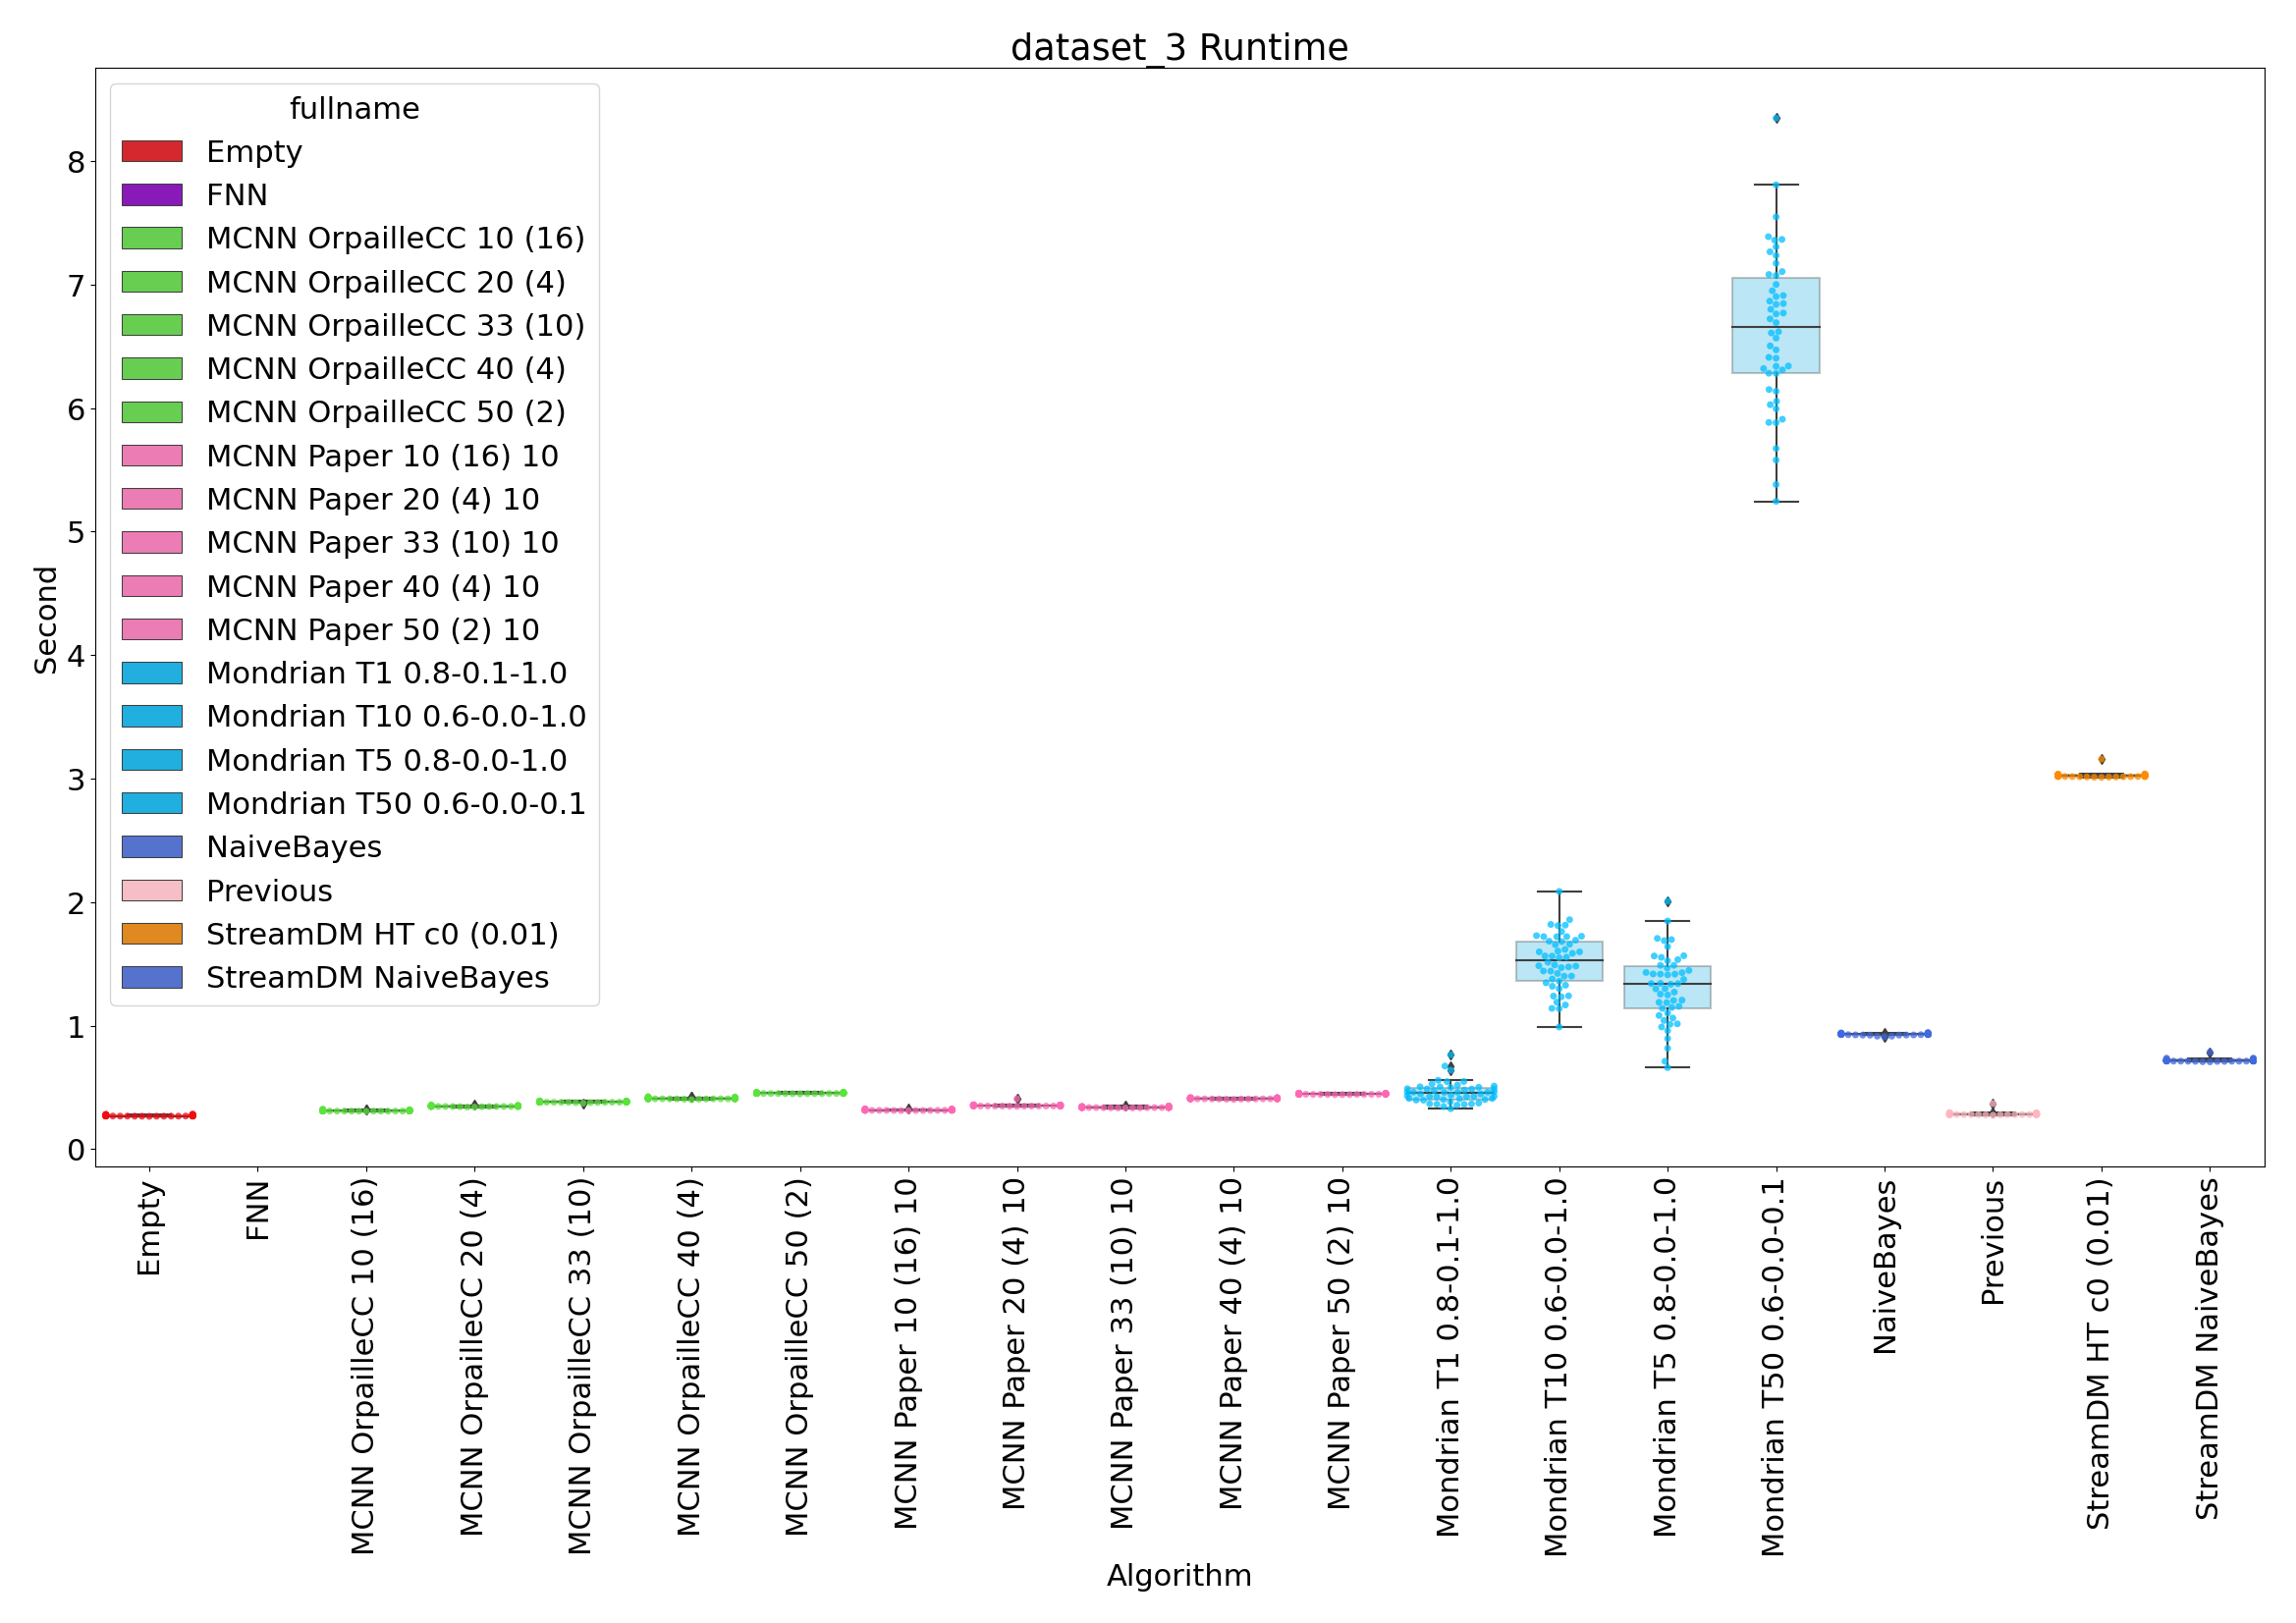 dataset_3 Runtime
fullname
Empty
FNN
MCNN OrpailleCC 10 (16)
MCNN OrpailleCC 20 (4)
MCNN OrpailleCC 33 (10)
MCNN OrpailleCC 40 (4)
MCNN OrpailleCC 50 (2)
MCNN Paper 10 (16) 10
MCNN Paper 20 (4) 10
MCNN Paper 33 (10) 10
MCNN Paper 40 (4) 10
MCNN Paper 50 (2) 10
Mondrian T1 0.8-0.1-1.0
Mondrian T10 0.6-0.0-1.0
Mondrian T5 0.8-0.0-1.0
Mondrian T50 0.6-0.0-0.1
NaiveBayes
Previous
StreamDM HT c0 (0.01)
StreamDM NaiveBayes
Second
8
7
6
5
4
3
2
1
0
Empty
FNN
MCNN OrpailleCC 10 (16)
MCNN OrpailleCC 20 (4)
MCNN OrpailleCC 33 (10)
MCNN OrpailleCC 40 (4)
MCNN OrpailleCC 50 (2)
MCNN Paper 10 (16) 10
MCNN Paper 20 (4) 10
MCNN Paper 33 (10) 10
MCNN Paper 40 (4) 10
MCNN Paper 50 (2) 10
Mondrian T1 0.8-0.1-1.0
Mondrian T10 0.6-0.0-1.0
Mondrian T5 0.8-0.0-1.0
Mondrian T50 0.6-0.0-0.1
NaiveBayes
Previous
StreamDM HT c0 (0.01)
StreamDM NaiveBayes
Algorithm